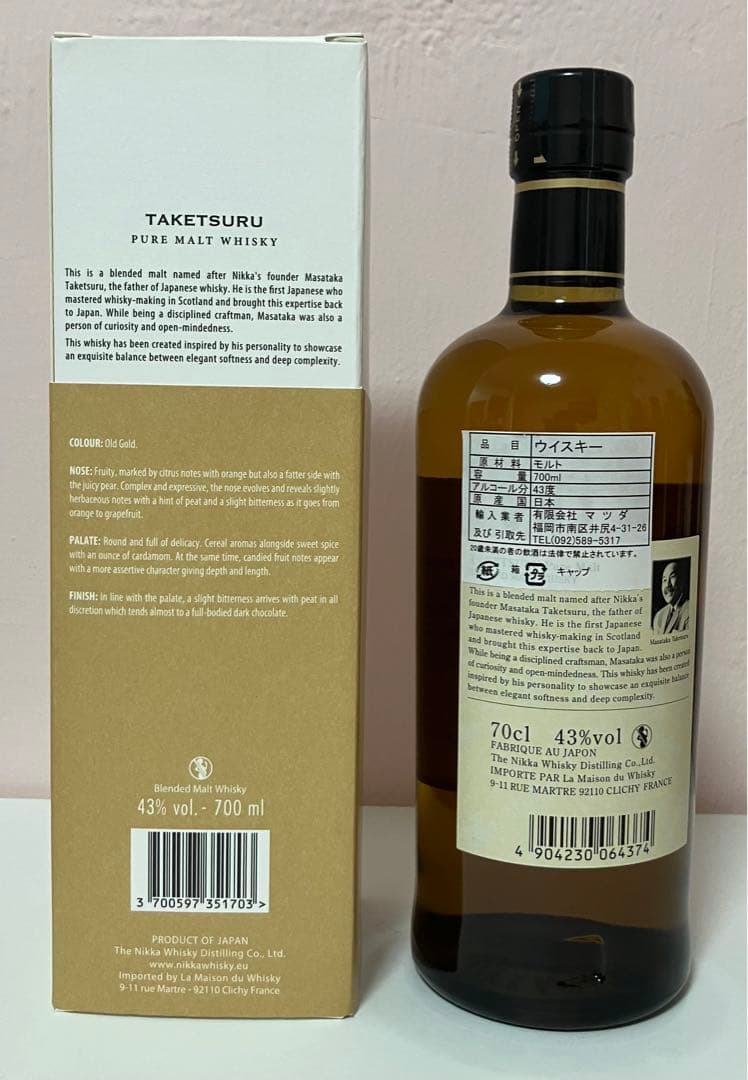 TAKETSURU
PURE MALT WHISKY
This is a blended malt named after Nikka's founder Masataka
Taketsuru, the father of Japanese whisky. He is the first Japanese who
mastered whisky-making in Scotland and brought this expertise back
to Japan. While being a disciplined craftman, Masataka was also a
person of curiosity and open-mindedness.
This whisky has been created inspired by his personality to showcase
an exquisite balance between elegant softness and deep complexity.
COLOUR: Old Gold.
NOSE: Fruity, marked by citrus notes with orange but also a fatter side with
the juicy pear. Complex and expressive, the nose evolves and reveals slightly
herbaceous notes with a hint of peat and a slight bitterness as it goes from
orange to grapefruit.
PALATE: Round and full of delicacy. Cereal aromas alongside sweet spice
with an ounce of cardamom. At the same time, candied fruit notes appear
with a more assertive character giving depth and length.
FINISH: In line with the palate, a slight bitterness arrives with peat in all
discretion which tends almost to a full-bodied dark chocolate.
Blended Malt Whisky
43% vol. - 700 ml
3 700597 351703 >
PRODUCT OF JAPAN
The Nikka Whisky Distilling Co., Ltd.
www.nikkawhisky.eu
Imported by La Maison du Whisky
9-11 rue Martre - 92110 Clichy France
OPEN
品目 ウイスキー
原材料 モルト
容量 700ml
アルコール分 43度
原産国 日本
輸入業者及び引取先 有限会社 マツダ
福岡市南区井尻4-31-26
TEL(092)589-5317
20歳未満の者の飲酒は法律で禁止されています。
紙 箱 プラ キャップ
This is a blended malt named after Nikka's
founder Masataka Taketsuru, the father of
Japanese whisky. He is the first Japanese
who mastered whisky-making in Scotland
and brought this expertise back to Japan.
Masataka Taketsuru
While being a disciplined craftsman, Masataka was also a person
of curiosity and open-mindedness. This whisky has been created
inspired by his personality to showcase an exquisite balance
between elegant softness and deep complexity.
70cl 43%vol
FABRIQUE AU JAPON
The Nikka Whisky Distilling Co.,Ltd.
IMPORTE PAR La Maison du Whisky
9-11 RUE MARTRE 92110 CLICHY FRANCE
4 904230 064374